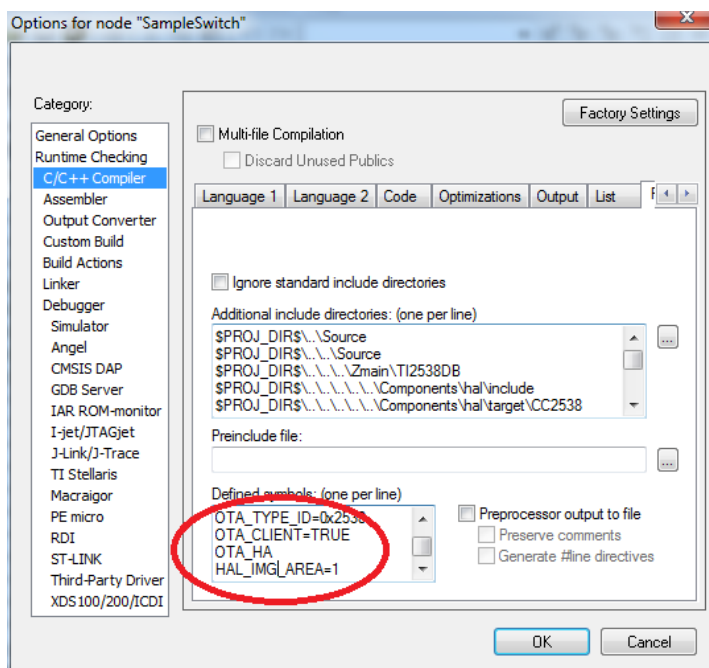 Options for node "SampleSwitch"
Category:
General Options
Runtime Checking
C/C++ Compiler
Assembler
Output Converter
Custom Build
Build Actions
Linker
Debugger
Simulator
Angel
CMSIS DAP
GDB Server
IAR ROM-monitor
I-jet/JTAGjet
J-Link/J-Trace
TI Stellaris
Macraigor
PE micro
RDI
ST-LINK
Third-Party Driver
XDS100/200/ICDI
Factory Settings
Multi-file Compilation
Discard Unused Publics
Language 1 Language 2 Code Optimizations Output List
Ignore standard include directories
Additional include directories: (one per line)
$PROJ_DIR$\..\Source
$PROJ_DIR$\..\..\Source
$PROJ_DIR$\..\..\..\Zmain\TI2538DB
$PROJ_DIR$\..\..\..\..\..\Components\hal\include
$PROJ_DIR$\..\..\..\..\..\Components\hal\target\CC2538
...
Preinclude file:
...
Defined symbols: (one per line)
OTA_TYPE_ID=0x2538
OTA_CLIENT=TRUE
OTA_HA
HAL_IMG_AREA=1
Preprocessor output to file
Preserve comments
Generate #line directives
OK
Cancel